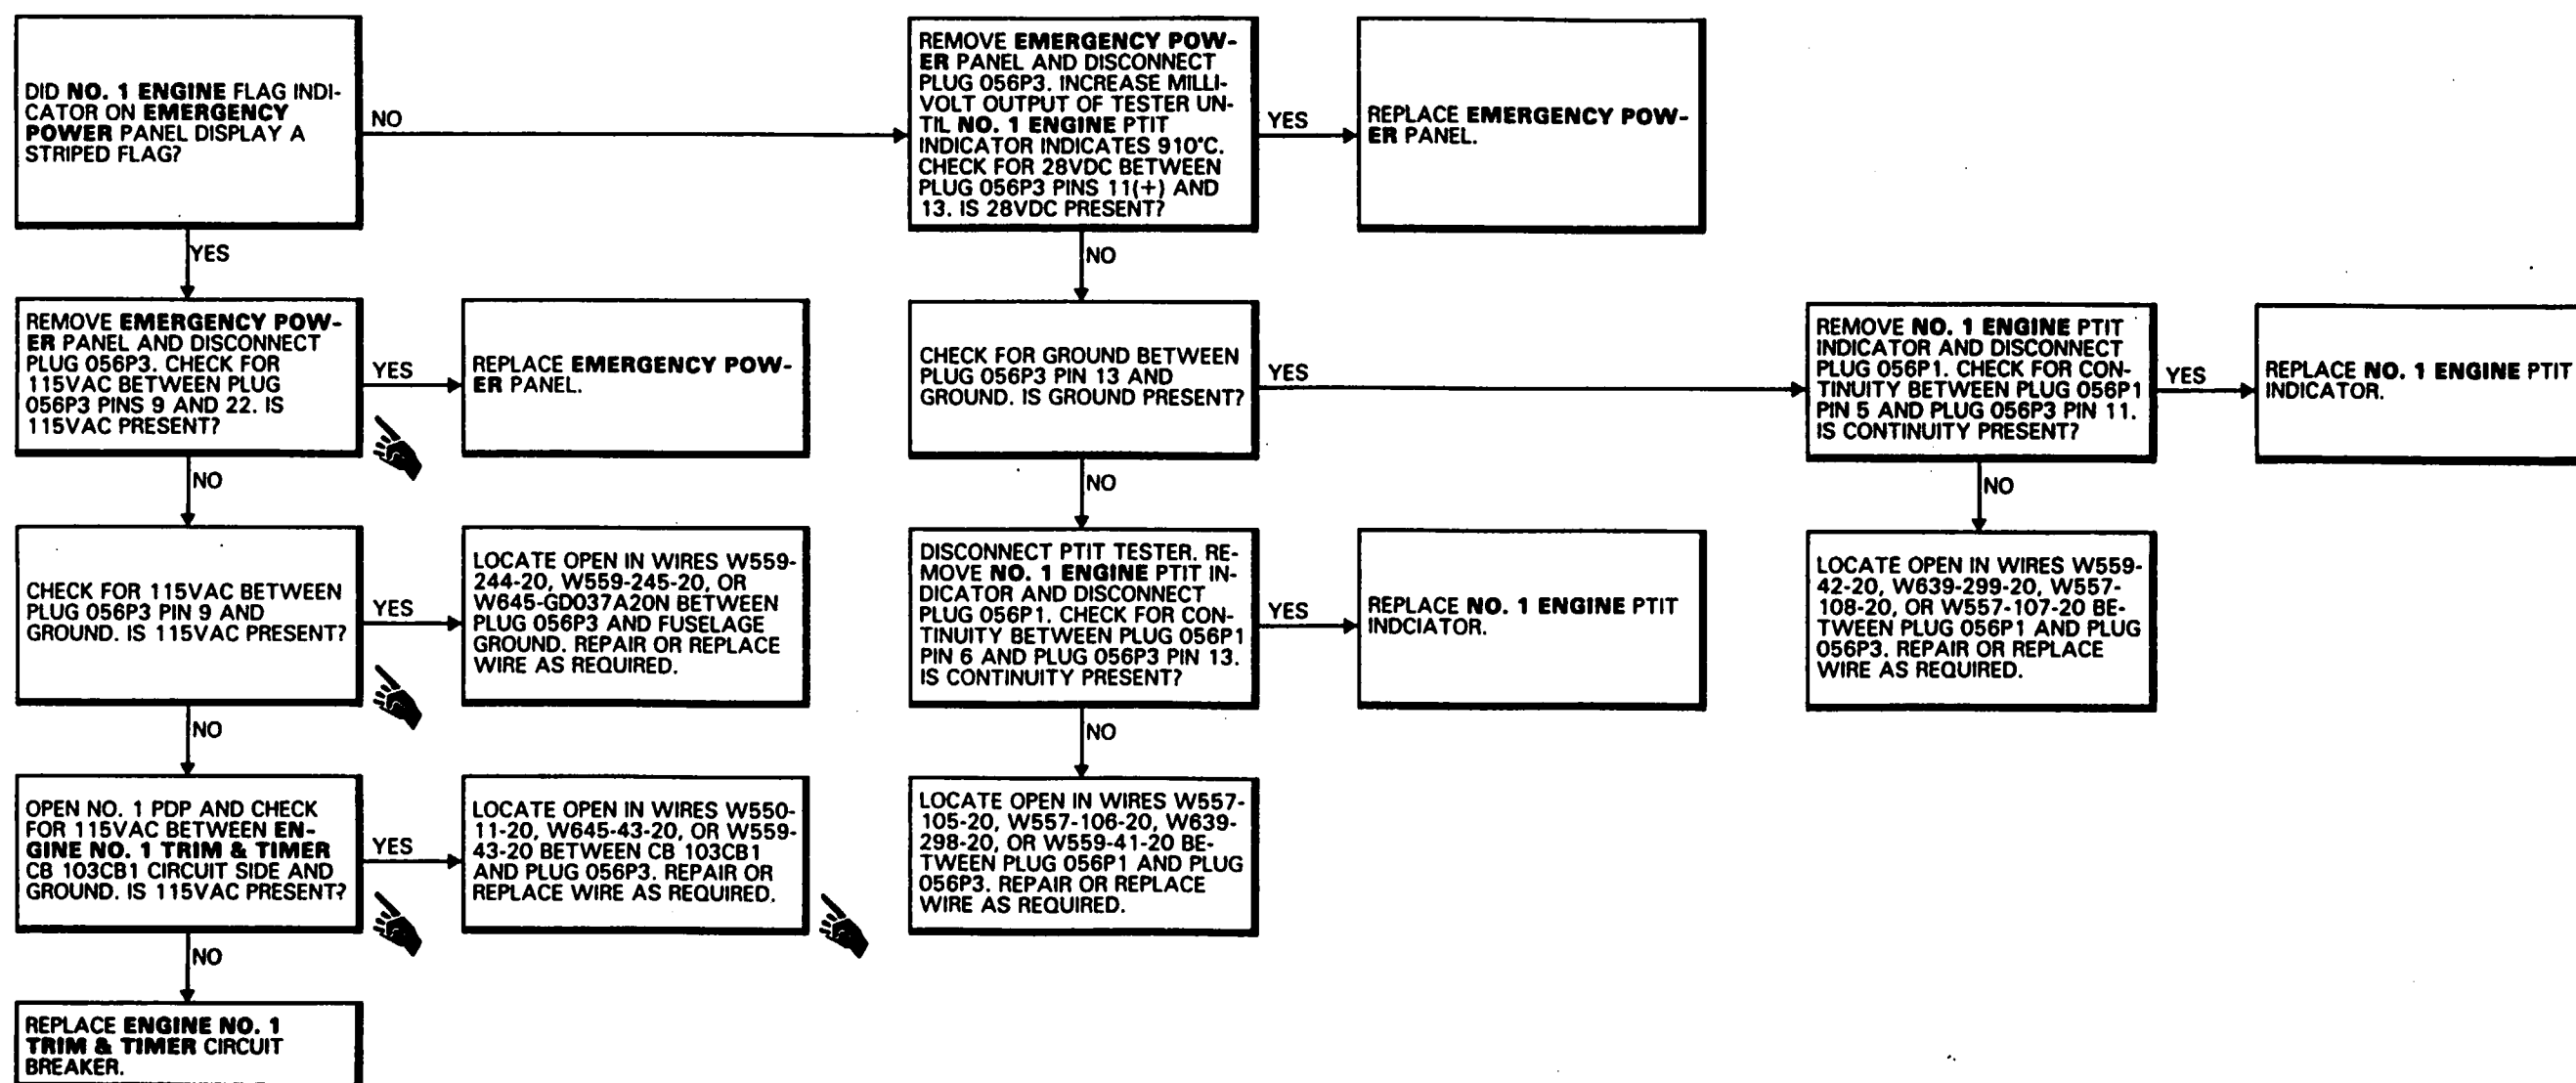 DID NO. 1 ENGINE FLAG INDI-
CATOR ON EMERGENCY
POWER PANEL DISPLAY A
STRIPED FLAG?
NO
REMOVE EMERGENCY POW-
ER PANEL AND DISCONNECT
PLUG 056P3. INCREASE MILLI-
VOLT OUTPUT OF TESTER UN-
TIL NO. 1 ENGINE PTIT
INDICATOR INDICATES 910°C.
CHECK FOR 28VDC BETWEEN
PLUG 056P3 PINS 11(+) AND
13. IS 28VDC PRESENT?
YES
REPLACE EMERGENCY POW-
ER PANEL.
YES
NO
REMOVE EMERGENCY POW-
ER PANEL AND DISCONNECT
PLUG 056P3. CHECK FOR
115VAC BETWEEN PLUG
056P3 PINS 9 AND 22. IS
115VAC PRESENT?
YES
REPLACE EMERGENCY POW-
ER PANEL.
CHECK FOR GROUND BETWEEN
PLUG 056P3 PIN 13 AND
GROUND. IS GROUND PRESENT?
YES
REMOVE NO. 1 ENGINE PTIT
INDICATOR AND DISCONNECT
PLUG 056P1. CHECK FOR CON-
TINUITY BETWEEN PLUG 056P1
PIN 5 AND PLUG 056P3 PIN 11.
IS CONTINUITY PRESENT?
YES
REPLACE NO. 1 ENGINE PTIT
INDICATOR.
NO
NO
NO
CHECK FOR 115VAC BETWEEN
PLUG 056P3 PIN 9 AND
GROUND. IS 115VAC PRESENT?
YES
LOCATE OPEN IN WIRES W559-
244-20, W559-245-20, OR
W645-GD037A20N BETWEEN
PLUG 056P3 AND FUSELAGE
GROUND. REPAIR OR REPLACE
WIRE AS REQUIRED.
DISCONNECT PTIT TESTER. RE-
MOVE NO. 1 ENGINE PTIT IN-
DICATOR AND DISCONNECT
PLUG 056P1. CHECK FOR CON-
TINUITY BETWEEN PLUG 056P1
PIN 6 AND PLUG 056P3 PIN 13.
IS CONTINUITY PRESENT?
YES
REPLACE NO. 1 ENGINE PTIT
INDCIATOR.
LOCATE OPEN IN WIRES W559-
42-20, W639-299-20, W557-
108-20, OR W557-107-20 BE-
TWEEN PLUG 056P1 AND PLUG
056P3. REPAIR OR REPLACE
WIRE AS REQUIRED.
NO
NO
OPEN NO. 1 PDP AND CHECK
FOR 115VAC BETWEEN EN-
GINE NO. 1 TRIM & TIMER
CB 103CB1 CIRCUIT SIDE AND
GROUND. IS 115VAC PRESENT?
YES
LOCATE OPEN IN WIRES W550-
11-20, W645-43-20, OR W559-
43-20 BETWEEN CB 103CB1
AND PLUG 056P3. REPAIR OR
REPLACE WIRE AS REQUIRED.
LOCATE OPEN IN WIRES W557-
105-20, W557-106-20, W639-
298-20, OR W559-41-20 BE-
TWEEN PLUG 056P1 AND PLUG
056P3. REPAIR OR REPLACE
WIRE AS REQUIRED.
NO
REPLACE ENGINE NO. 1
TRIM & TIMER CIRCUIT
BREAKER.